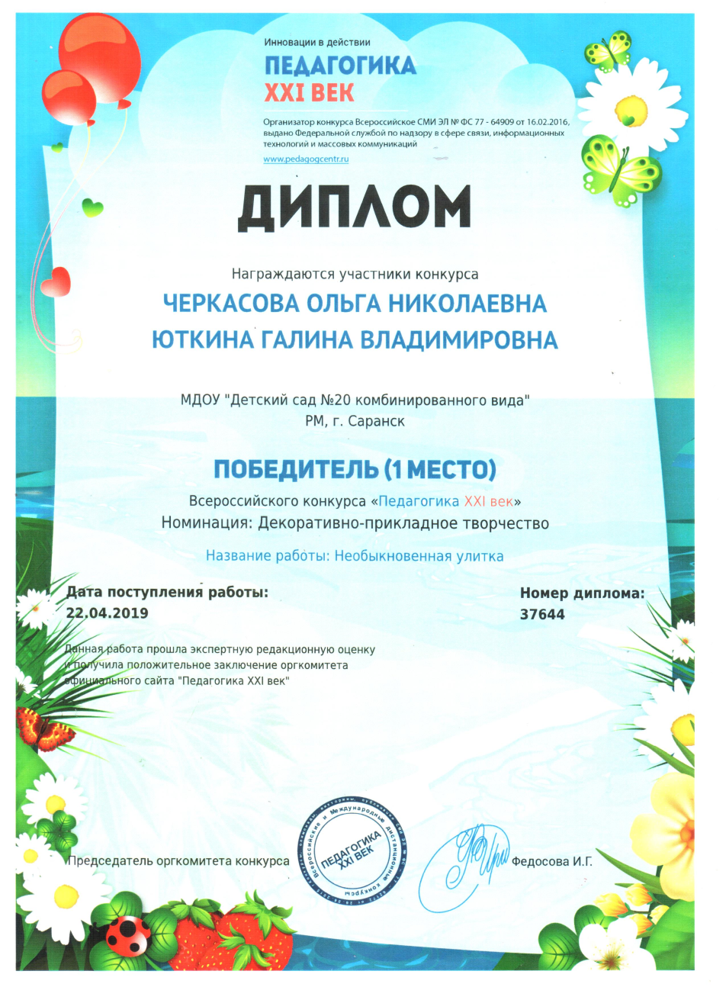 Инновации в действии
ПЕДАГОГИКА
XXI ВЕК
Организатор конкурса Всероссийское СМИ ЭЛ № ФС 77 - 64909 от 16.02.2016,
выдано Федеральной службой по надзору в сфере связи, информационных
технологий и массовых коммуникаций
www.pedagogcentr.ru
ДИПЛОМ
Награждаются участники конкурса
ЧЕРКАСОВА ОЛЬГА НИКОЛАЕВНА
ЮТКИНА ГАЛИНА ВЛАДИМИРОВНА
МДОУ "Детский сад №20 комбинированного вида"
РМ, г. Саранск
ПОБЕДИТЕЛЬ (1 МЕСТО)
Всероссийского конкурса «Педагогика XXI век»
Номинация: Декоративно-прикладное творчество
Название работы: Необыкновенная улитка
Дата поступления работы:
22.04.2019
Номер диплома:
37644
Данная работа прошла экспертную редакционную оценку
и получила положительное заключение оргкомитета
официального сайта "Педагогика XXI век"
Председатель оргкомитета конкурса
Всероссийские и Международные дистанционные конкурсы
ПЕДАГОГИКА
XXI ВЕК
Федосова И.Г.